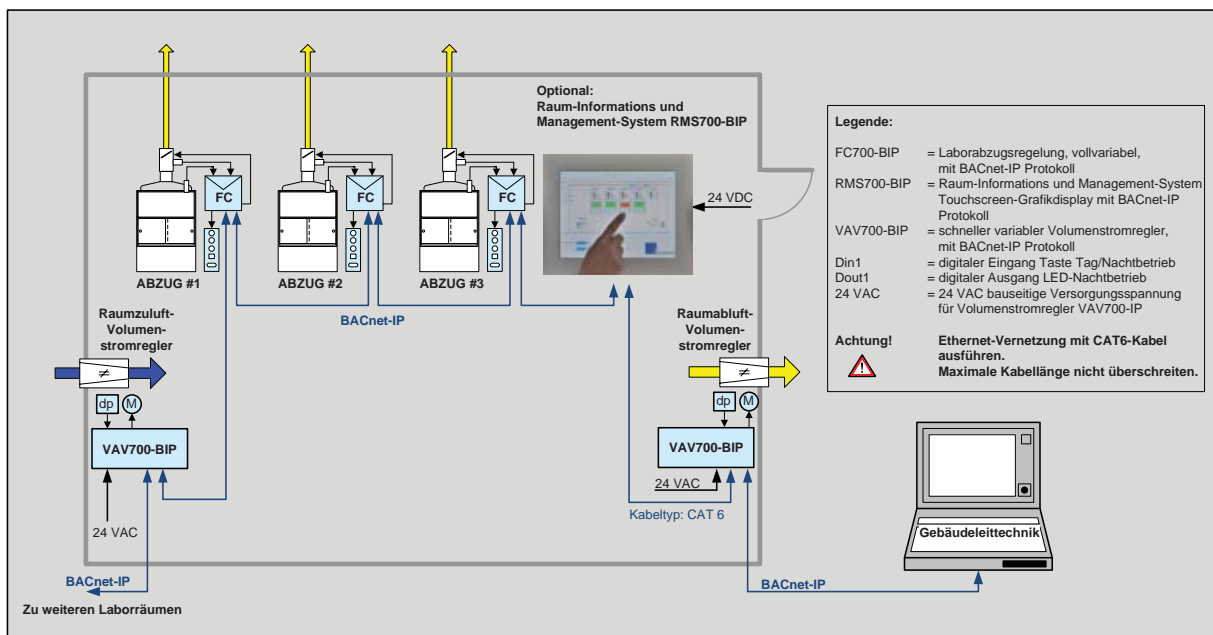 Optional:
Raum-Informations und
Management-System RMS700-BIP
FC
FC
FC
24 VDC
ABZUG #1
ABZUG #2
ABZUG #3
BACnet-IP
Raumzuluft-
Volumen-
stromregler
≠
dp
M
VAV700-BIP
24 VAC
BACnet-IP
Zu weiteren Laborräumen
Raumabluft-
Volumen-
stromregler
≠
dp
M
VAV700-BIP
24 VAC
Kabeltyp: CAT 6
BACnet-IP
Gebäudeleittechnik
Legende:
FC700-BIP = Laborabzugsregelung, vollvariabel,
mit BACnet-IP Protokoll
RMS700-BIP = Raum-Informations und Management-System
Touchscreen-Grafikdisplay mit BACnet-IP
Protokoll
VAV700-BIP = schneller variabler Volumenstromregler,
mit BACnet-IP Protokoll
Din1 = digitaler Eingang Taste Tag/Nachtbetrieb
Dout1 = digitaler Ausgang LED-Nachtbetrieb
24 VAC = 24 VAC bauseitige Versorgungsspannung
für Volumenstromregler VAV700-IP
Achtung! Ethernet-Vernetzung mit CAT6-Kabel
ausführen.
! Maximale Kabellänge nicht überschreiten.